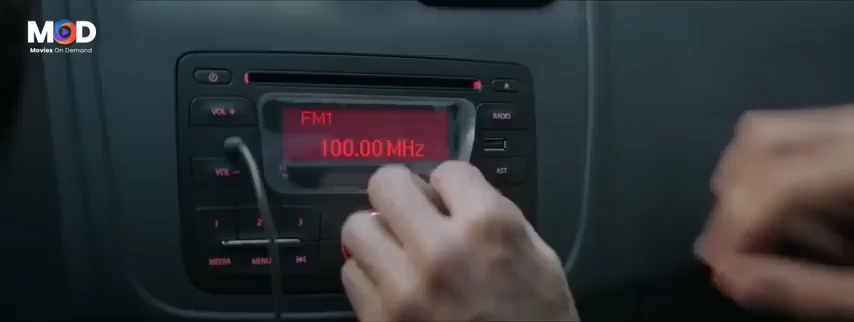 MOD
Movies On Demand
VOL +
FM1
RADIO
100.00 MHz
VOL -
AST
1 2 3
MEDIA MENU